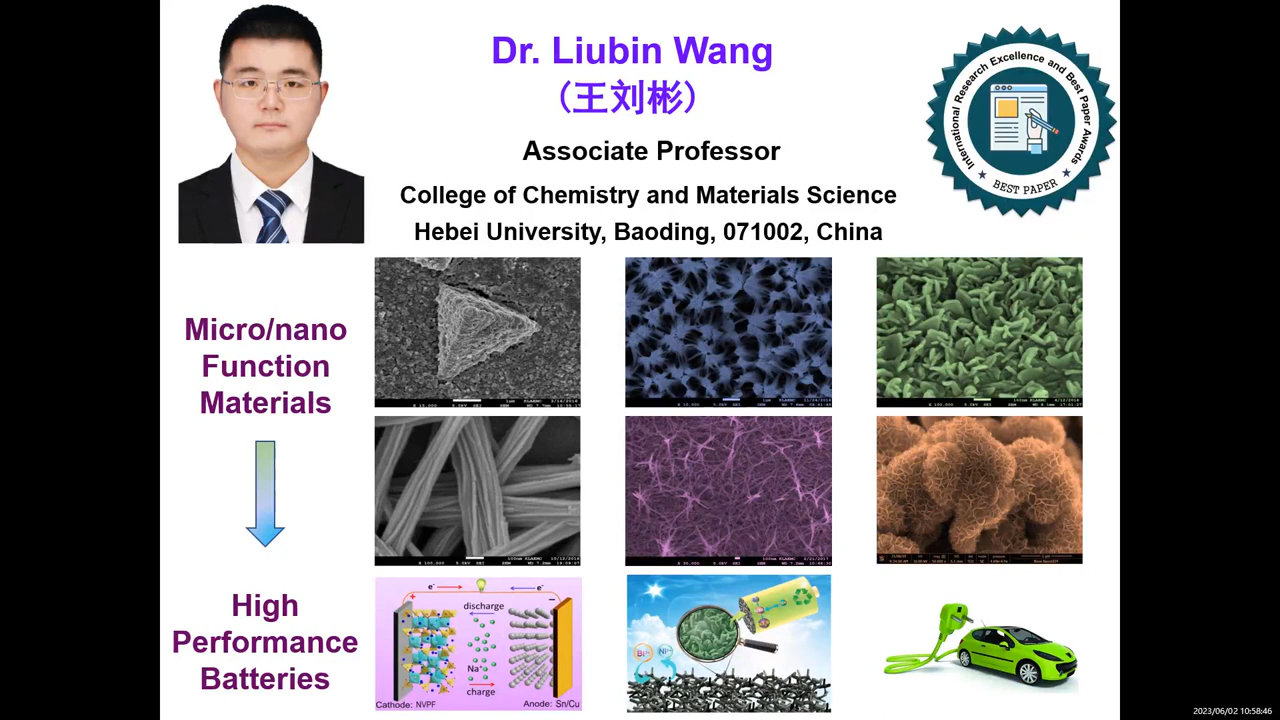 Dr. Liubin Wang
（王刘彬）
Associate Professor
College of Chemistry and Materials Science
Hebei University, Baoding, 071002, China
International Research Excellence and Best Paper Awards
★ BEST PAPER ★
Micro/nano
Function
Materials
High
Performance
Batteries
e⁻
e⁻
+
−
discharge
Na⁺
charge
Cathode: NVPF
Anode: Sn/Cu
2023/06/02 10:58:46